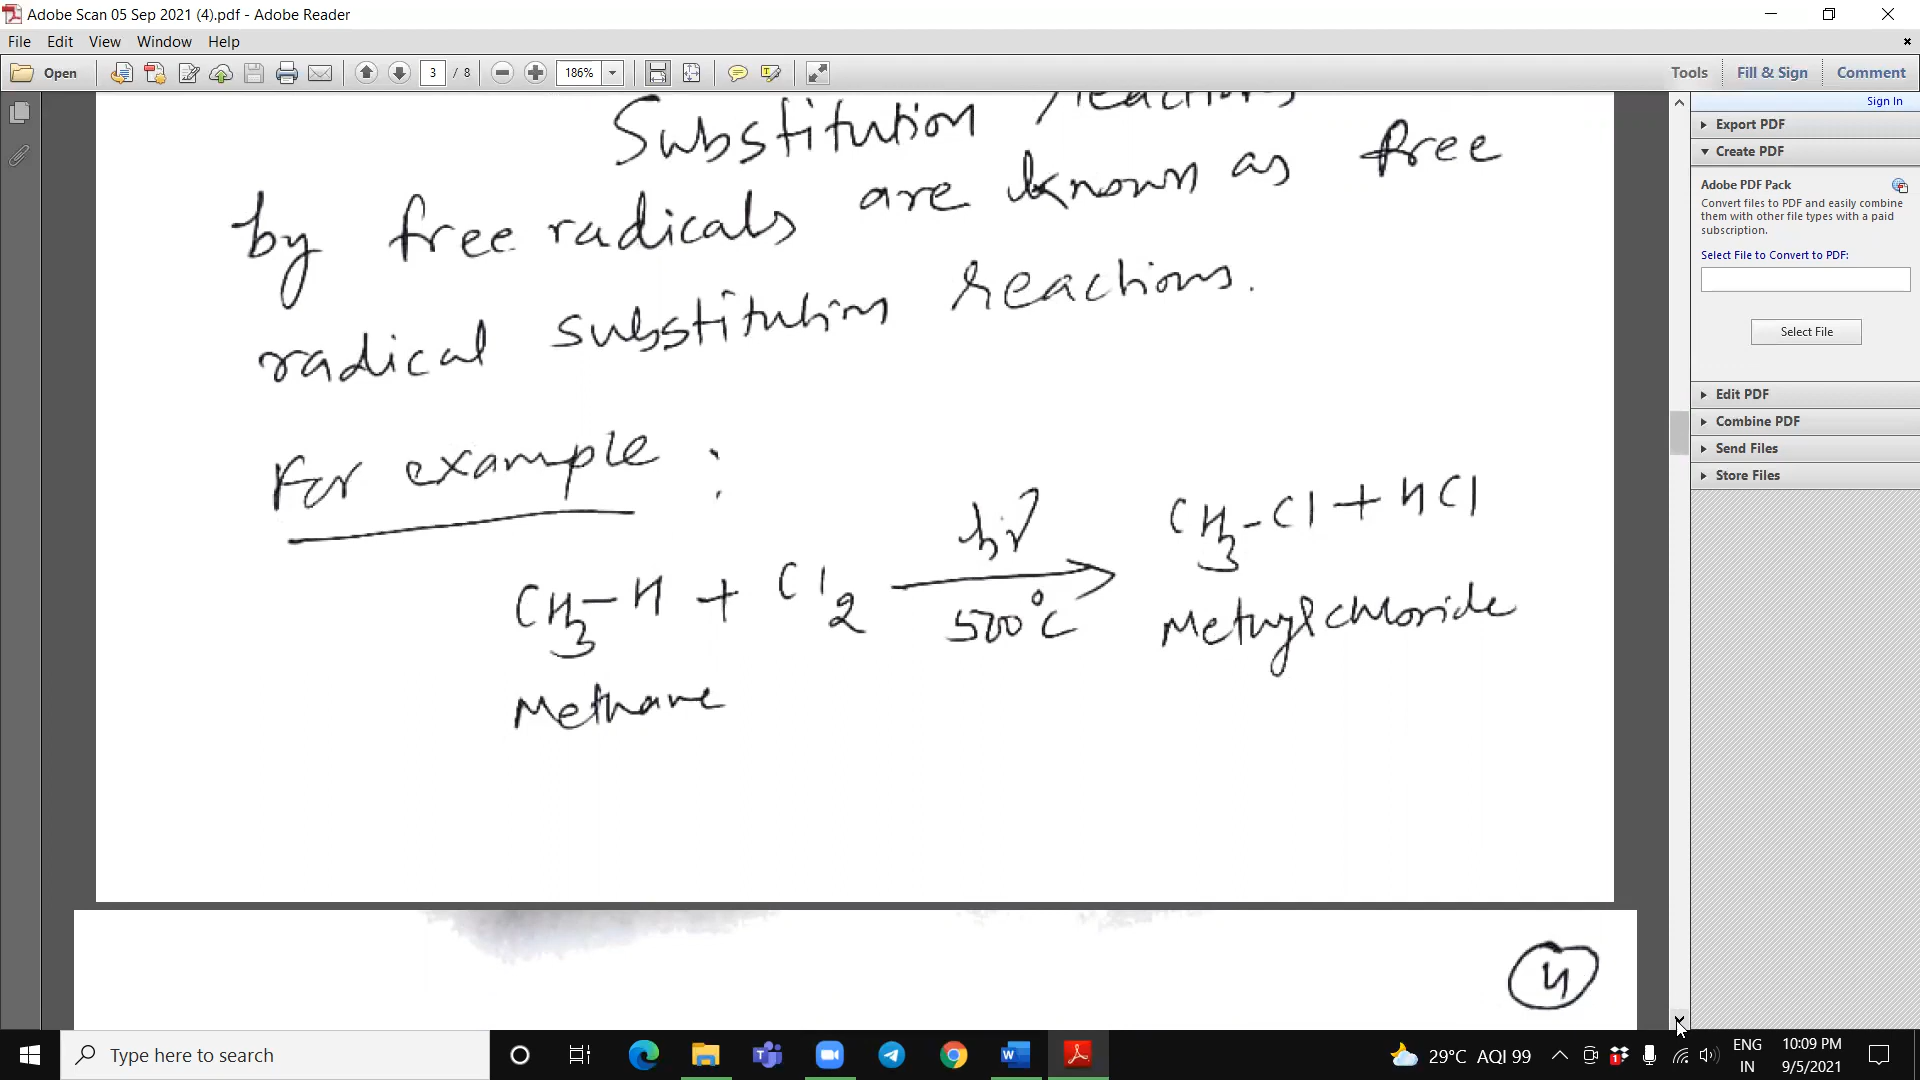 Adobe Scan 05 Sep 2021 (4).pdf - Adobe Reader
File Edit View Window Help
Open 3 / 8 186% Tools Fill & Sign Comment
Sign In
Export PDF
Create PDF
Adobe PDF Pack
Convert files to PDF and easily combine
them with other file types with a paid
subscription.
Select File to Convert to PDF:
Select File
Edit PDF
Combine PDF
Send Files
Store Files
Substitution reactions
by free radicals are known as free
radical substitution reactions.
For example :
CH₃-H + Cl₂ hν 500°C CH₃-Cl + HCl
Methane Methylchloride
4
Type here to search
29°C AQI 99
ENG
IN
10:09 PM
9/5/2021